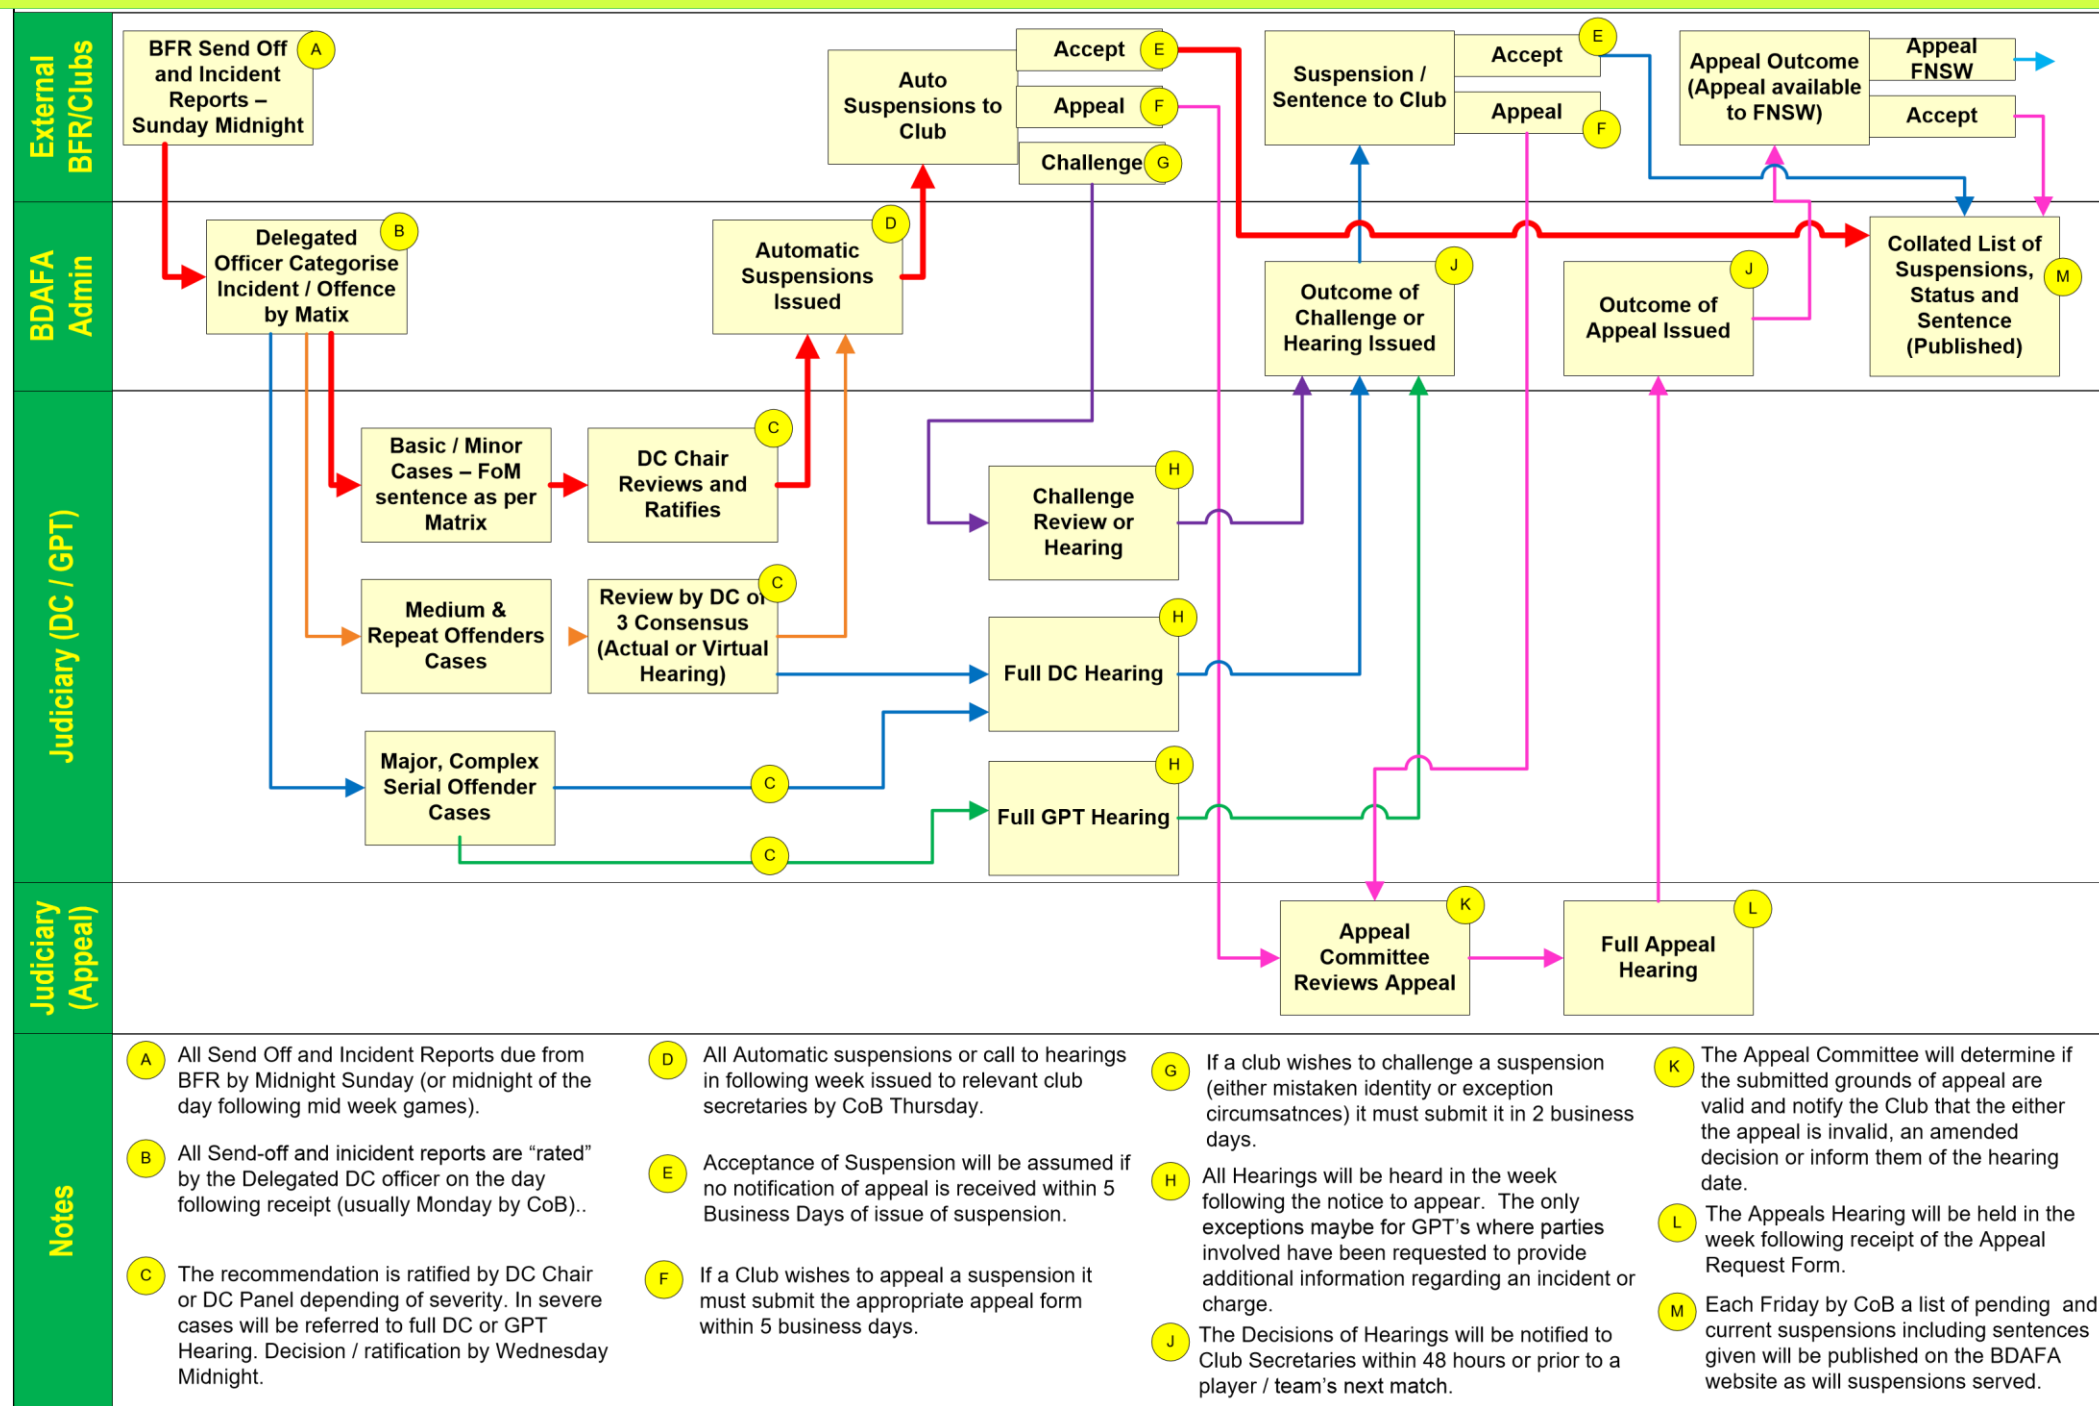 External
BFR/Clubs
BFR Send Off
and Incident
Reports –
Sunday Midnight
A
Auto
Suspensions to
Club
Accept
E
Appeal
F
Challenge
G
Suspension /
Sentence to Club
Accept
E
Appeal
F
Appeal Outcome
(Appeal available
to FNSW)
Appeal
FNSW
Accept
BDAFA
Admin
Delegated
Officer Categorise
Incident / Offence
by Matix
B
Automatic
Suspensions
Issued
D
Outcome of
Challenge or
Hearing Issued
J
Outcome of
Appeal Issued
J
Collated List of
Suspensions,
Status and
Sentence
(Published)
M
Judiciary (DC / GPT)
Basic / Minor
Cases – FoM
sentence as per
Matrix
DC Chair
Reviews and
Ratifies
C
Challenge
Review or
Hearing
H
Medium &
Repeat Offenders
Cases
Review by DC of
3 Consensus
(Actual or Virtual
Hearing)
C
Full DC Hearing
H
Major, Complex
Serial Offender
Cases
C
C
Full GPT Hearing
H
Judiciary
(Appeal)
Appeal
Committee
Reviews Appeal
K
Full Appeal
Hearing
L
Notes
A
All Send Off and Incident Reports due from
BFR by Midnight Sunday (or midnight of the
day following mid week games).
B
All Send-off and inicident reports are “rated”
by the Delegated DC officer on the day
following receipt (usually Monday by CoB)..
C
The recommendation is ratified by DC Chair
or DC Panel depending of severity. In severe
cases will be referred to full DC or GPT
Hearing. Decision / ratification by Wednesday
Midnight.
D
All Automatic suspensions or call to hearings
in following week issued to relevant club
secretaries by CoB Thursday.
E
Acceptance of Suspension will be assumed if
no notification of appeal is received within 5
Business Days of issue of suspension.
F
If a Club wishes to appeal a suspension it
must submit the appropriate appeal form
within 5 business days.
G
If a club wishes to challenge a suspension
(either mistaken identity or exception
circumsatnces) it must submit it in 2 business
days.
H
All Hearings will be heard in the week
following the notice to appear. The only
exceptions maybe for GPT’s where parties
involved have been requested to provide
additional information regarding an incident or
charge.
J
The Decisions of Hearings will be notified to
Club Secretaries within 48 hours or prior to a
player / team’s next match.
K
The Appeal Committee will determine if
the submitted grounds of appeal are
valid and notify the Club that the either
the appeal is invalid, an amended
decision or inform them of the hearing
date.
L
The Appeals Hearing will be held in the
week following receipt of the Appeal
Request Form.
M
Each Friday by CoB a list of pending and
current suspensions including sentences
given will be published on the BDAFA
website as will suspensions served.